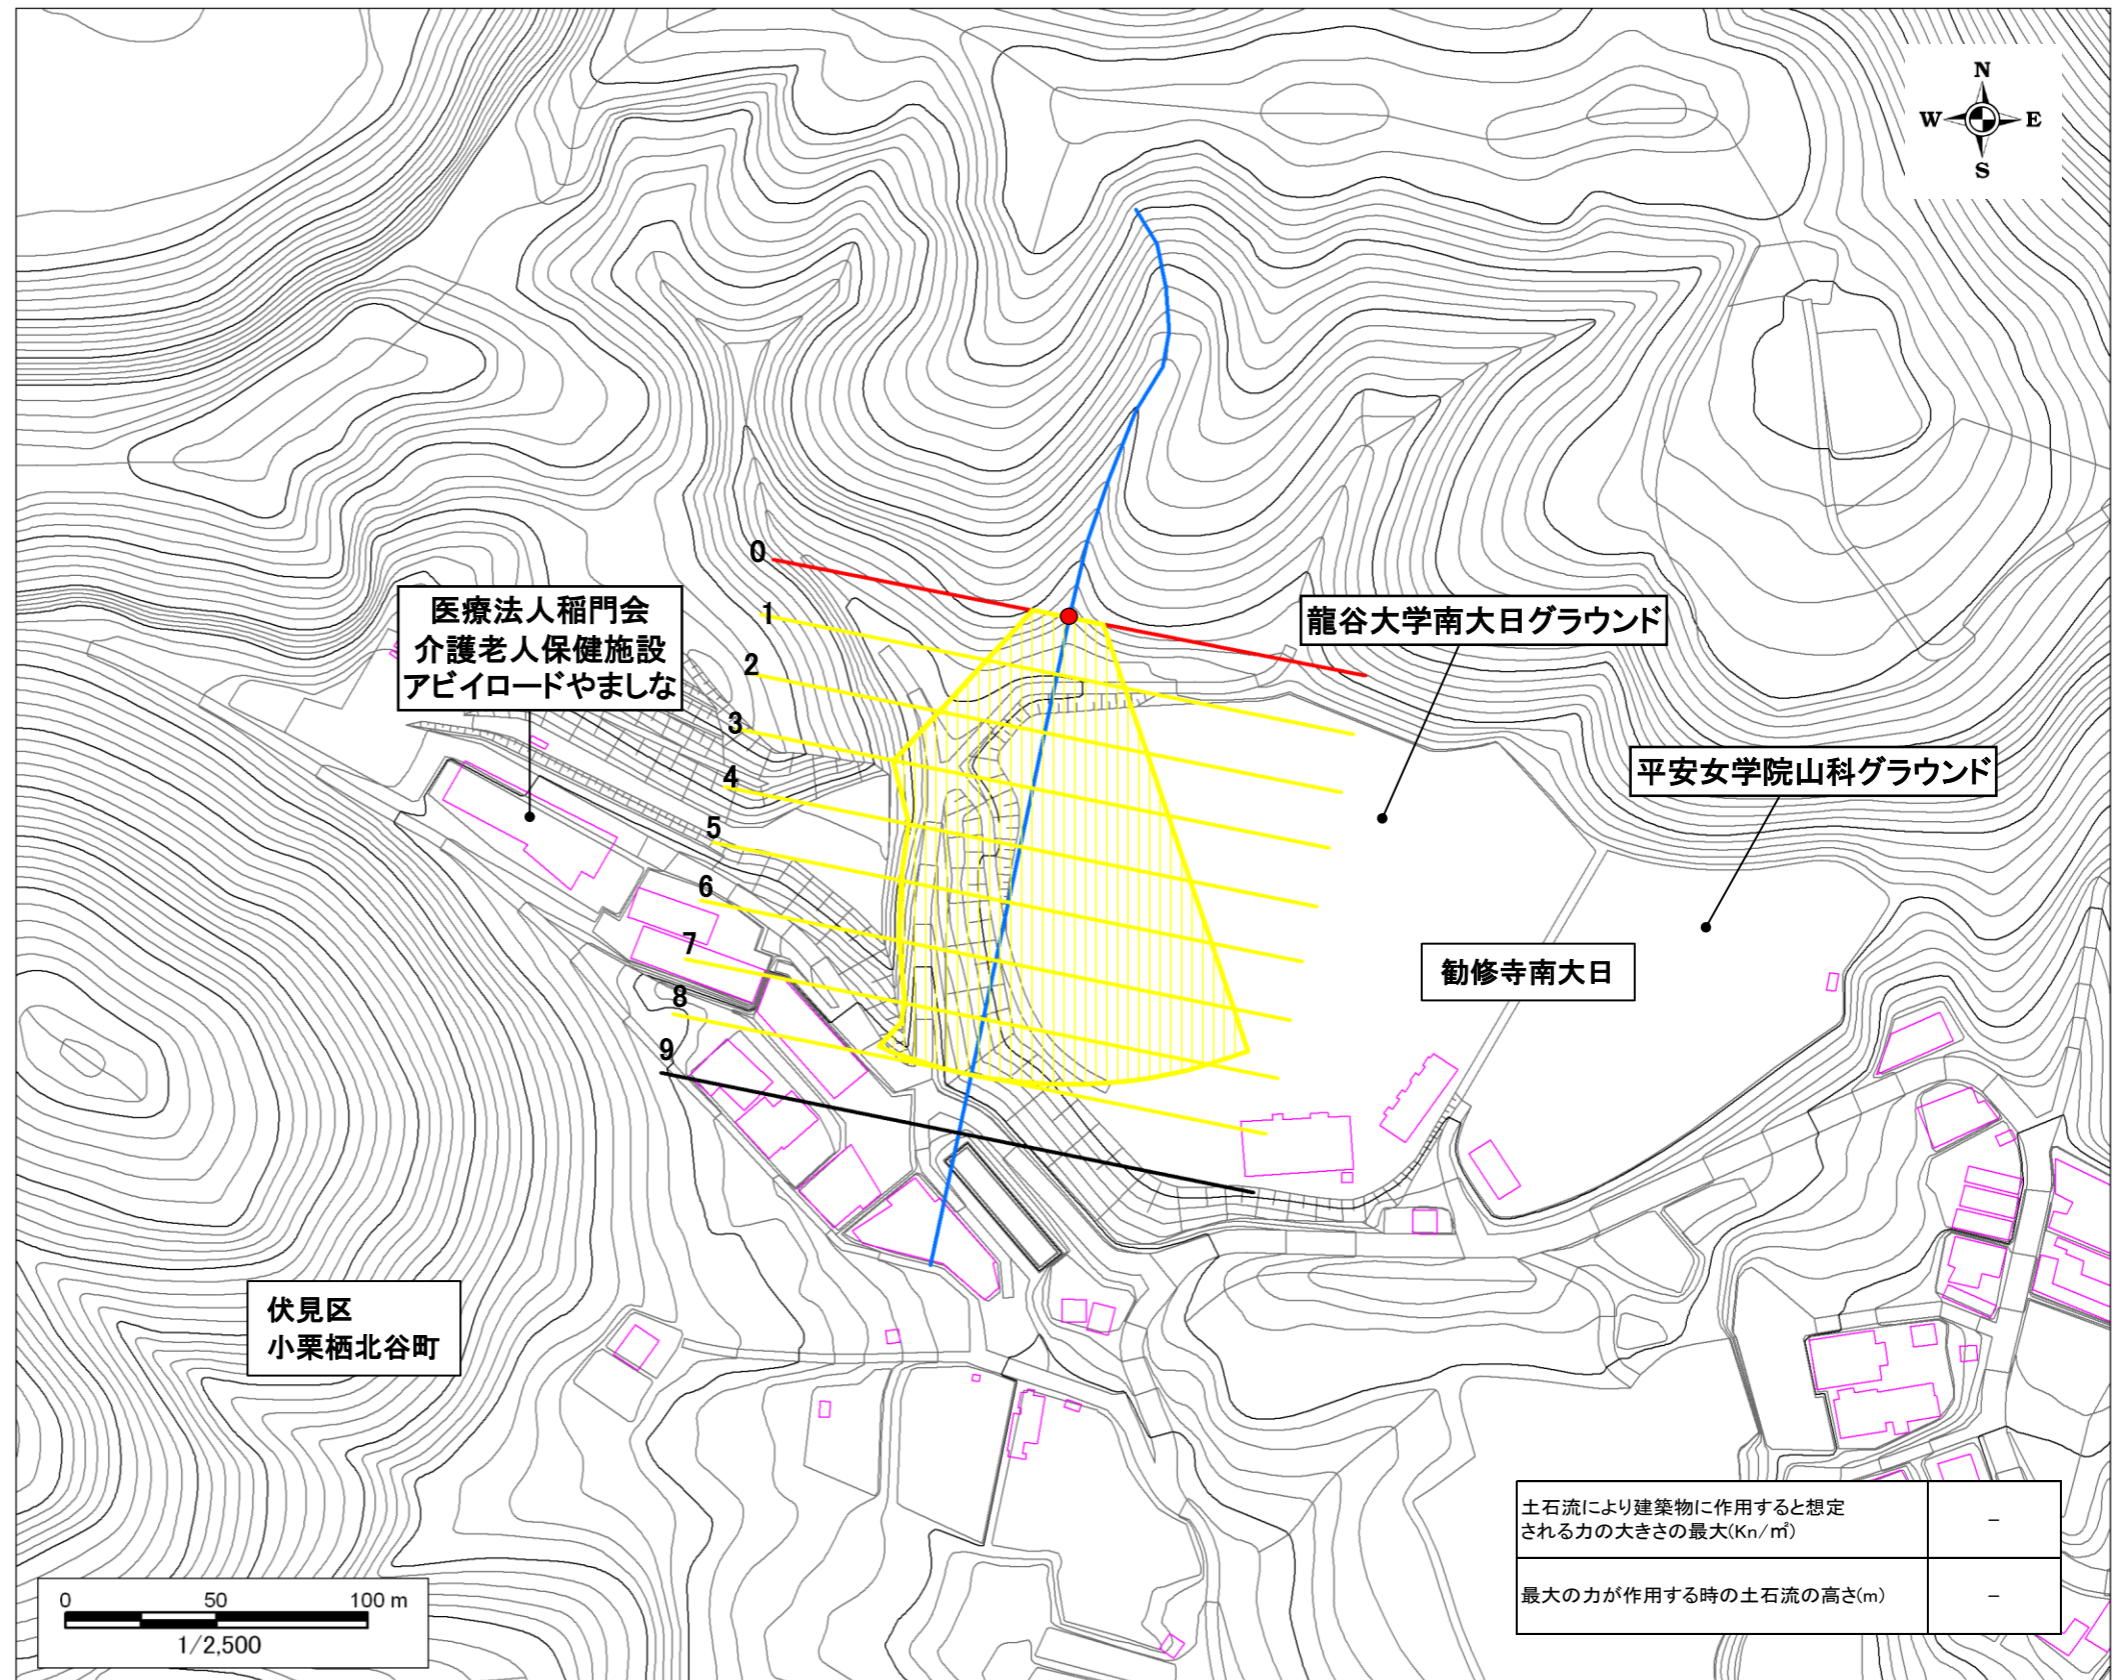 N
W E
S
0
医療法人稲門会
介護老人保健施設
アビイロードやましな
1
龍谷大学南大日グラウンド
2
3
平安女学院山科グラウンド
4
5
6
7
勧修寺南大日
8
9
伏見区
小栗栖北谷町
土石流により建築物に作用すると想定
される力の大きさの最大(Kn/㎡) －
最大の力が作用する時の土石流の高さ(m) －
0 50 100 m
1/2,500